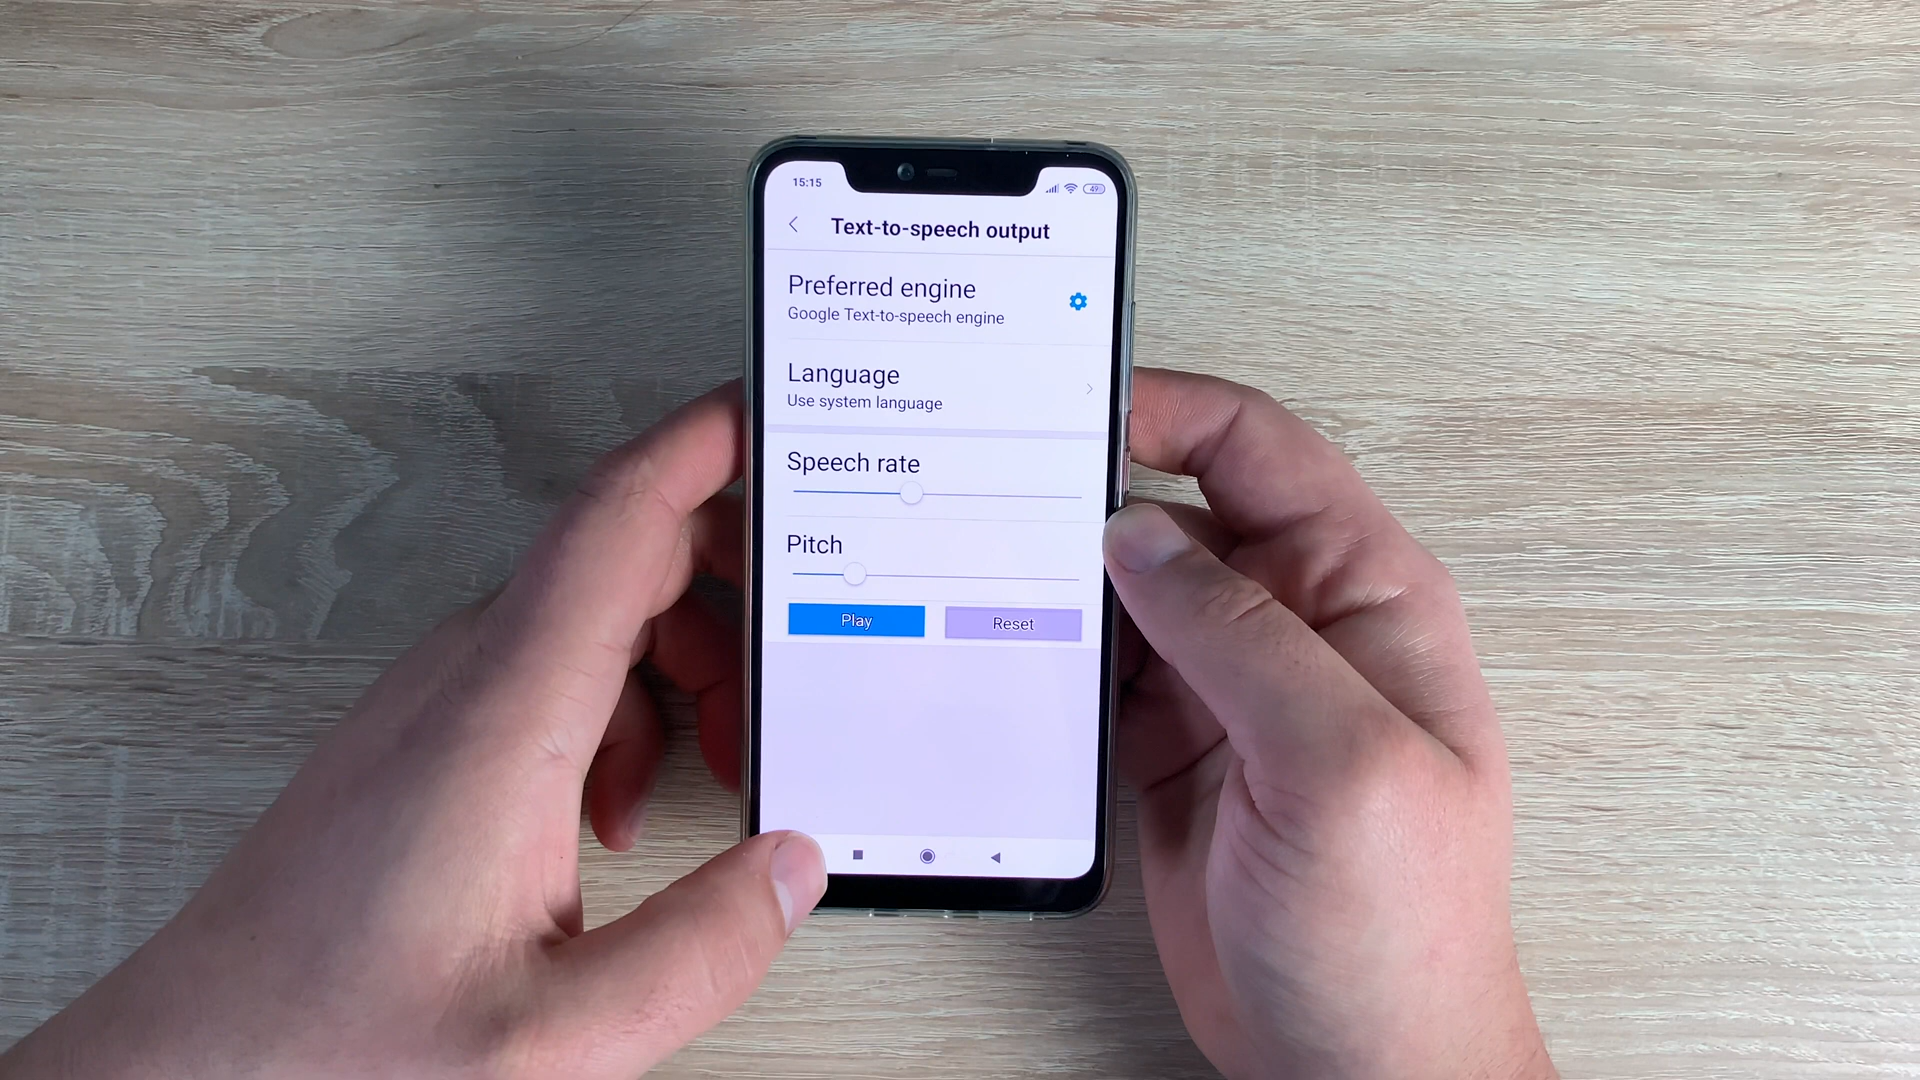 15:15
49
Text-to-speech output
Preferred engine
Google Text-to-speech engine
Language
Use system language
Speech rate
Pitch
Play
Reset